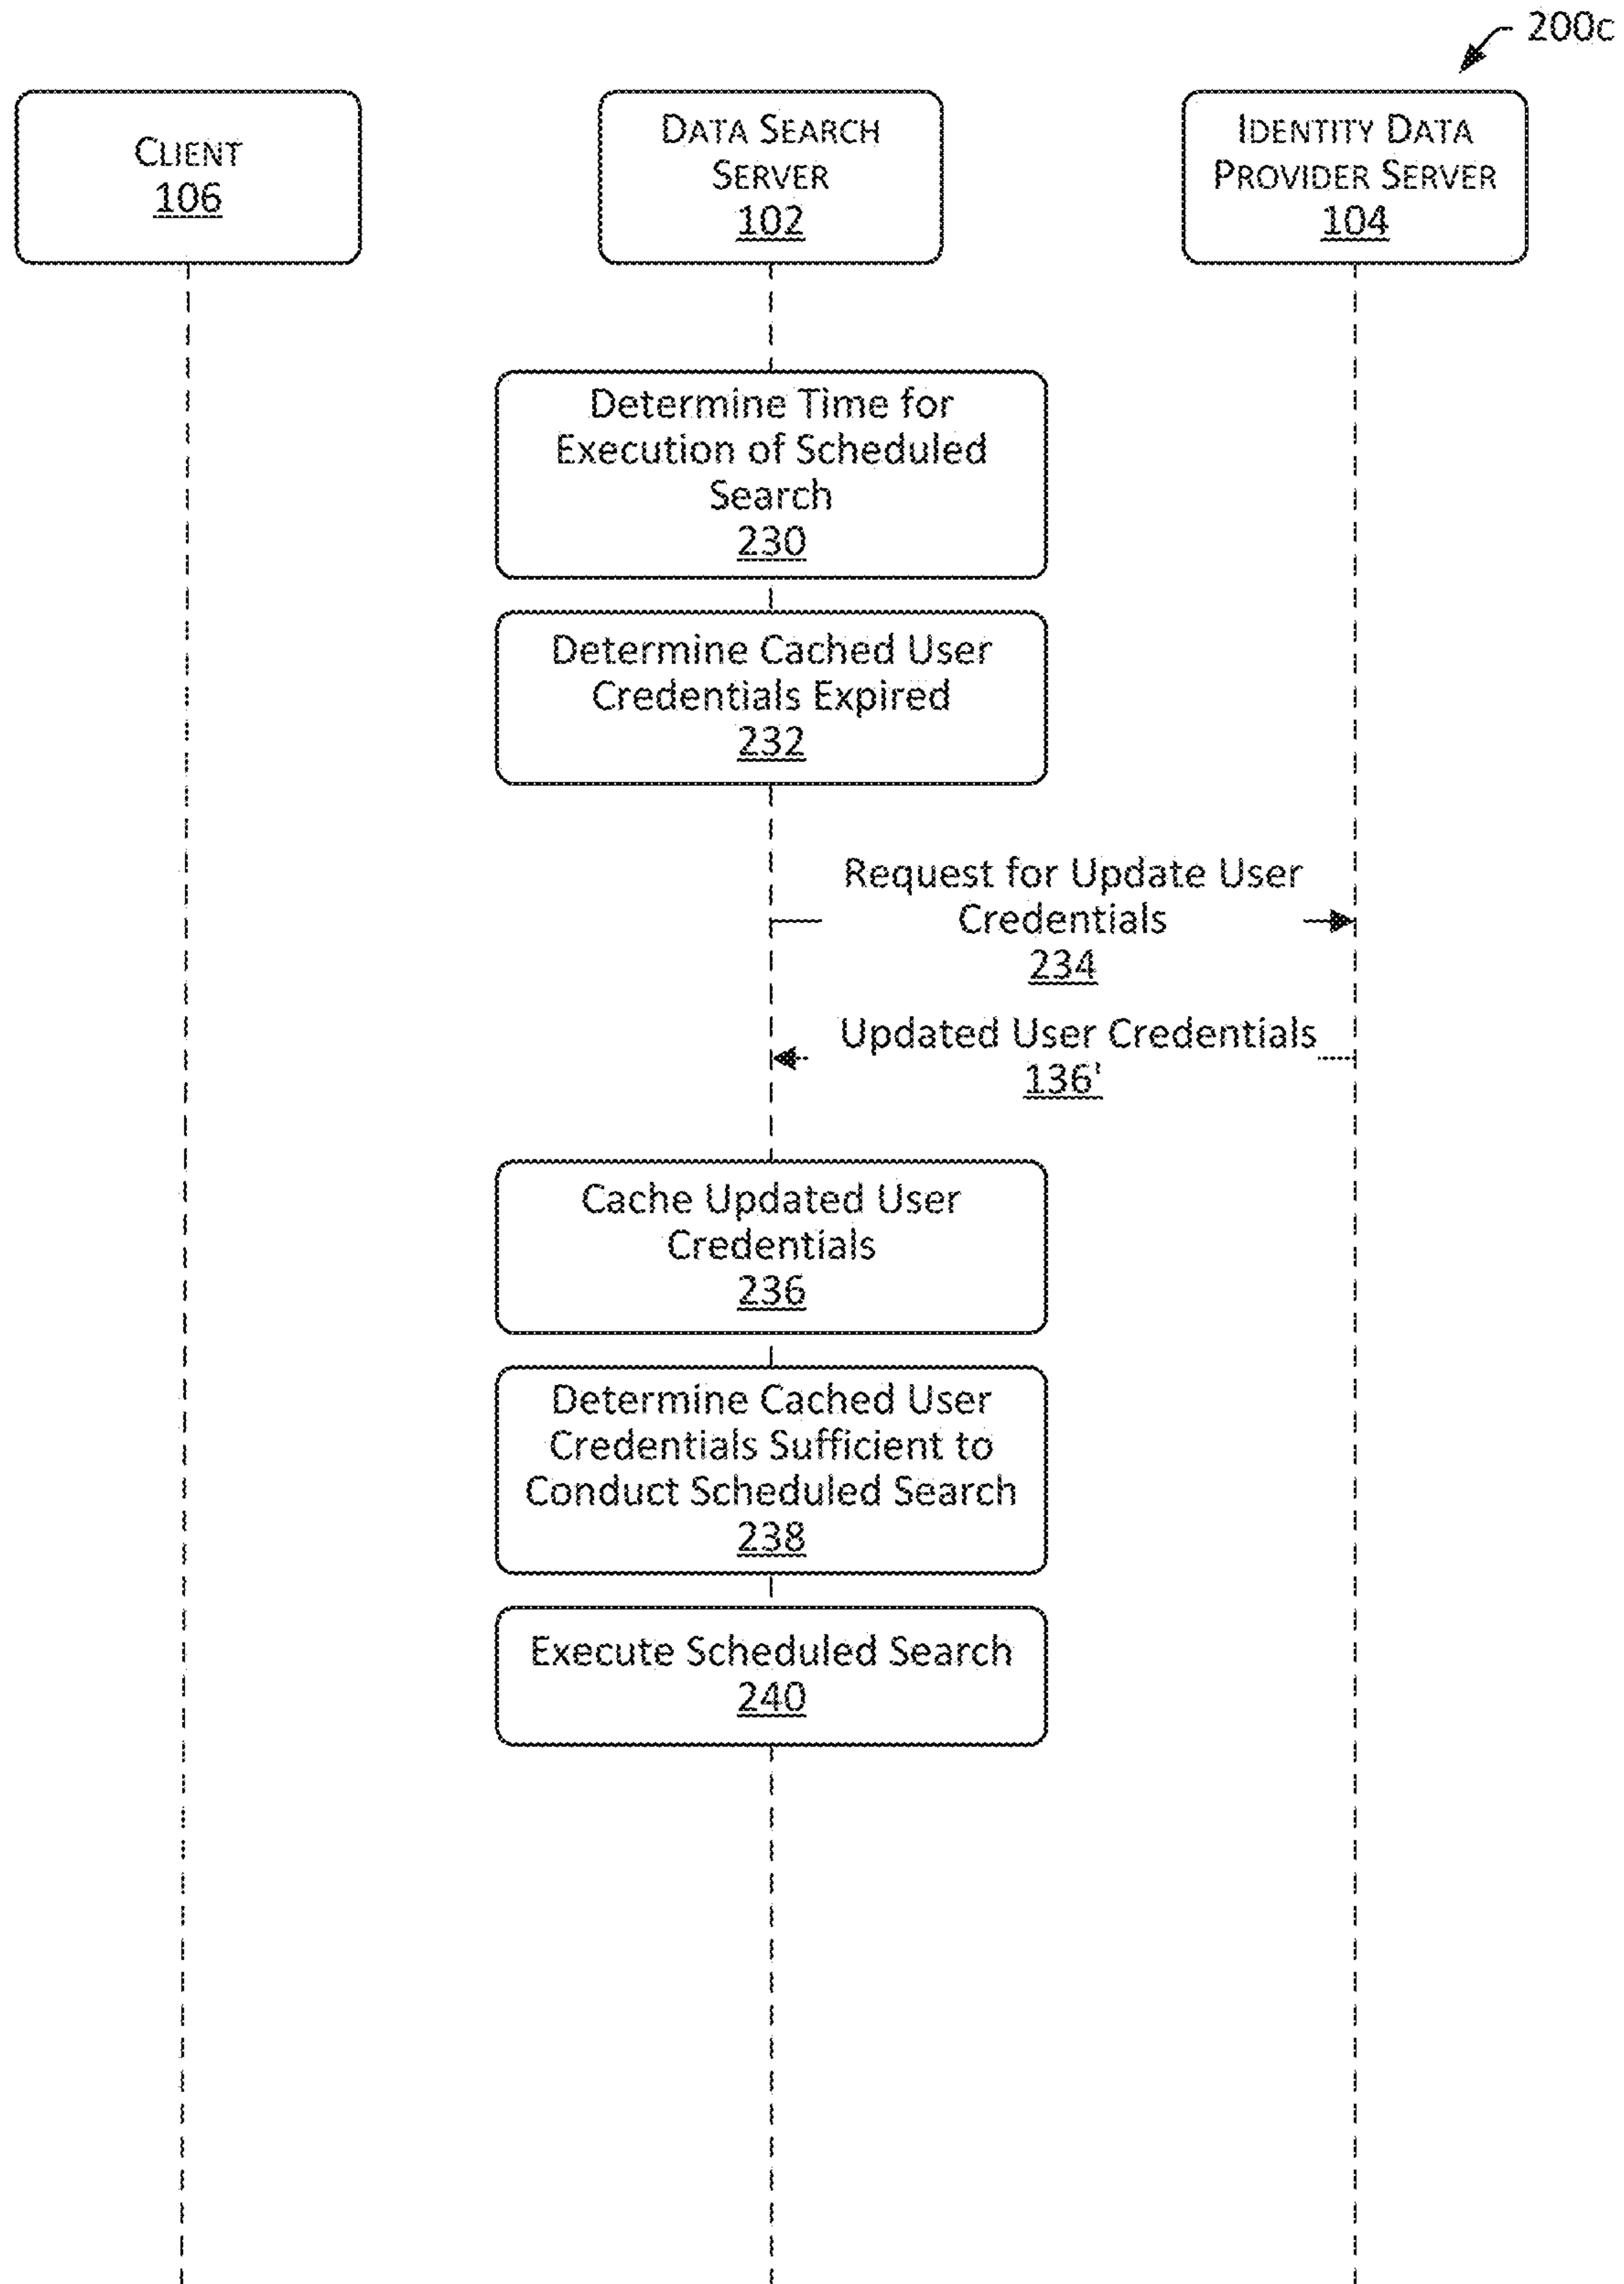 200c
CLIENT
106
DATA SEARCH
SERVER
102
IDENTITY DATA
PROVIDER SERVER
104
Determine Time for
Execution of Scheduled
Search
230
Determine Cached User
Credentials Expired
232
Request for Update User
Credentials
234
Updated User Credentials
136'
Cache Updated User
Credentials
236
Determine Cached User
Credentials Sufficient to
Conduct Scheduled Search
238
Execute Scheduled Search
240